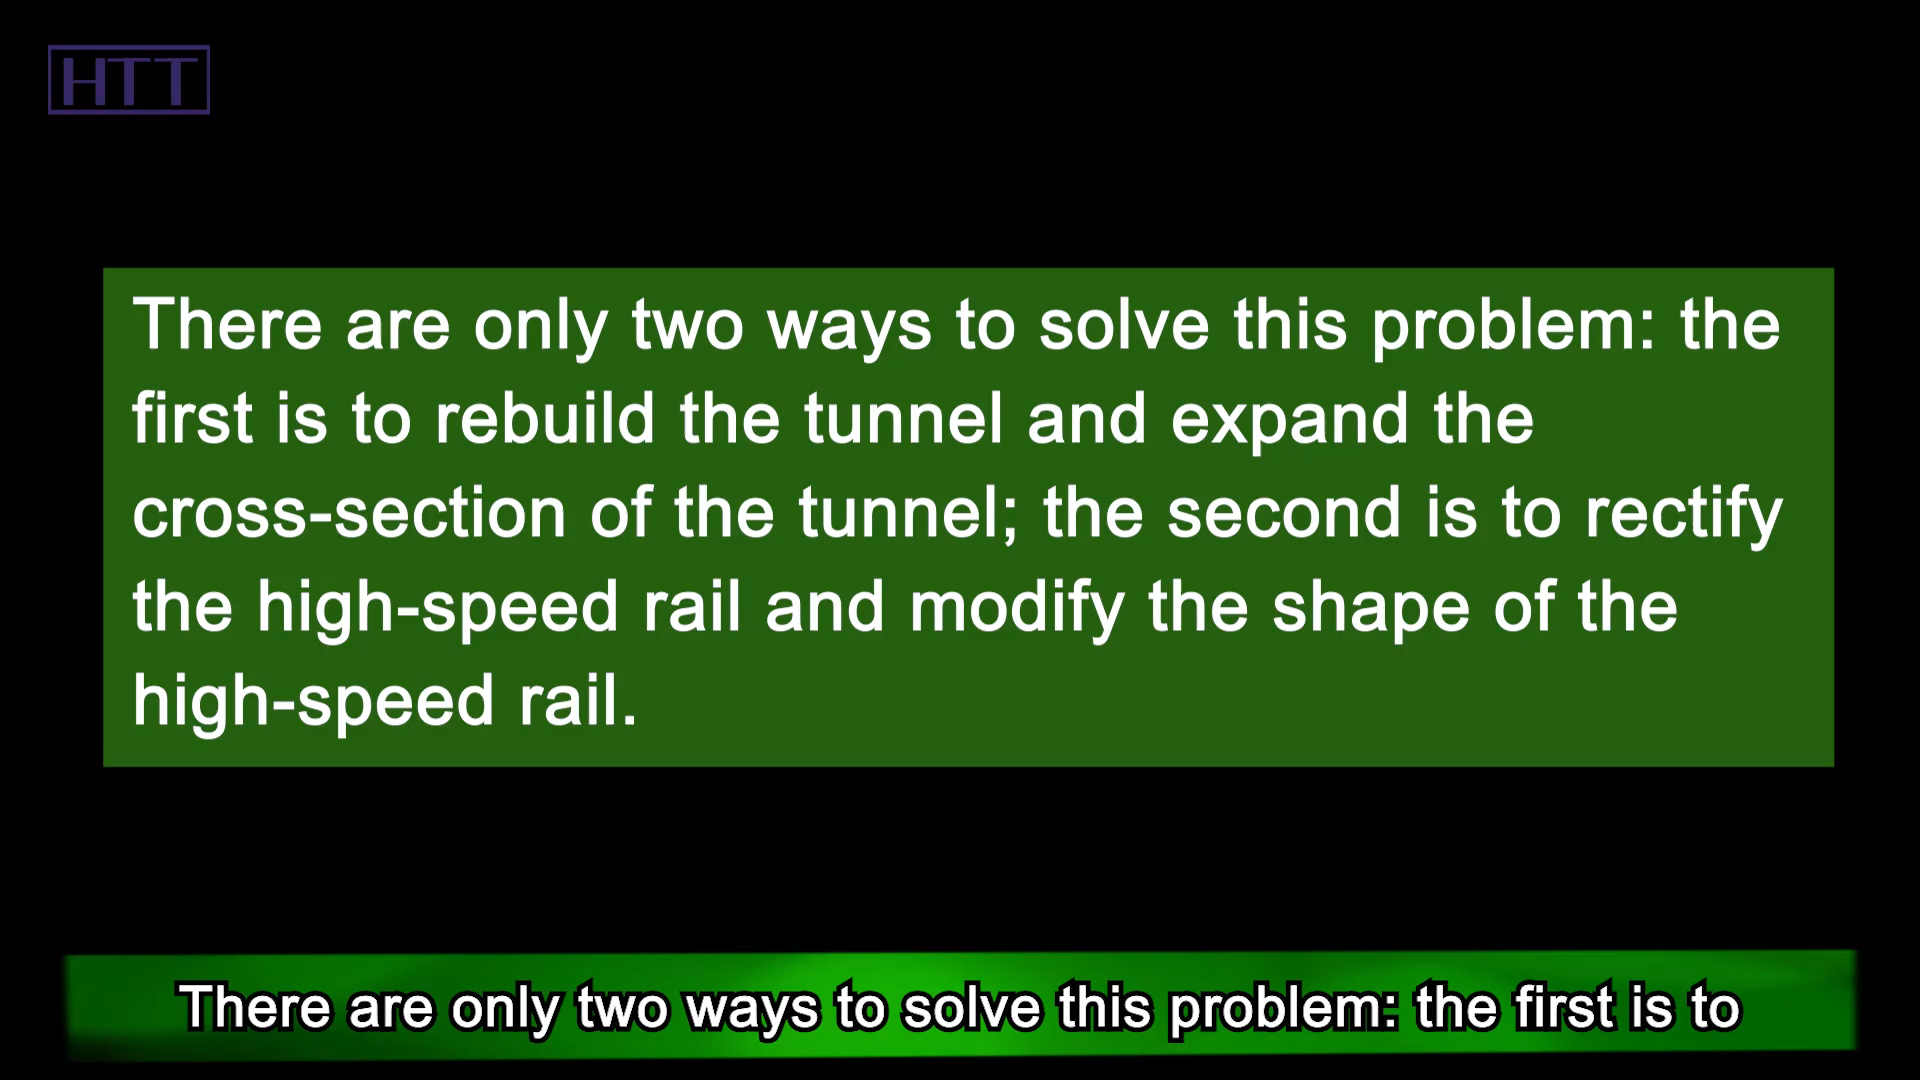 HTT
There are only two ways to solve this problem: the
first is to rebuild the tunnel and expand the
cross-section of the tunnel; the second is to rectify
the high-speed rail and modify the shape of the
high-speed rail.
There are only two ways to solve this problem: the first is to